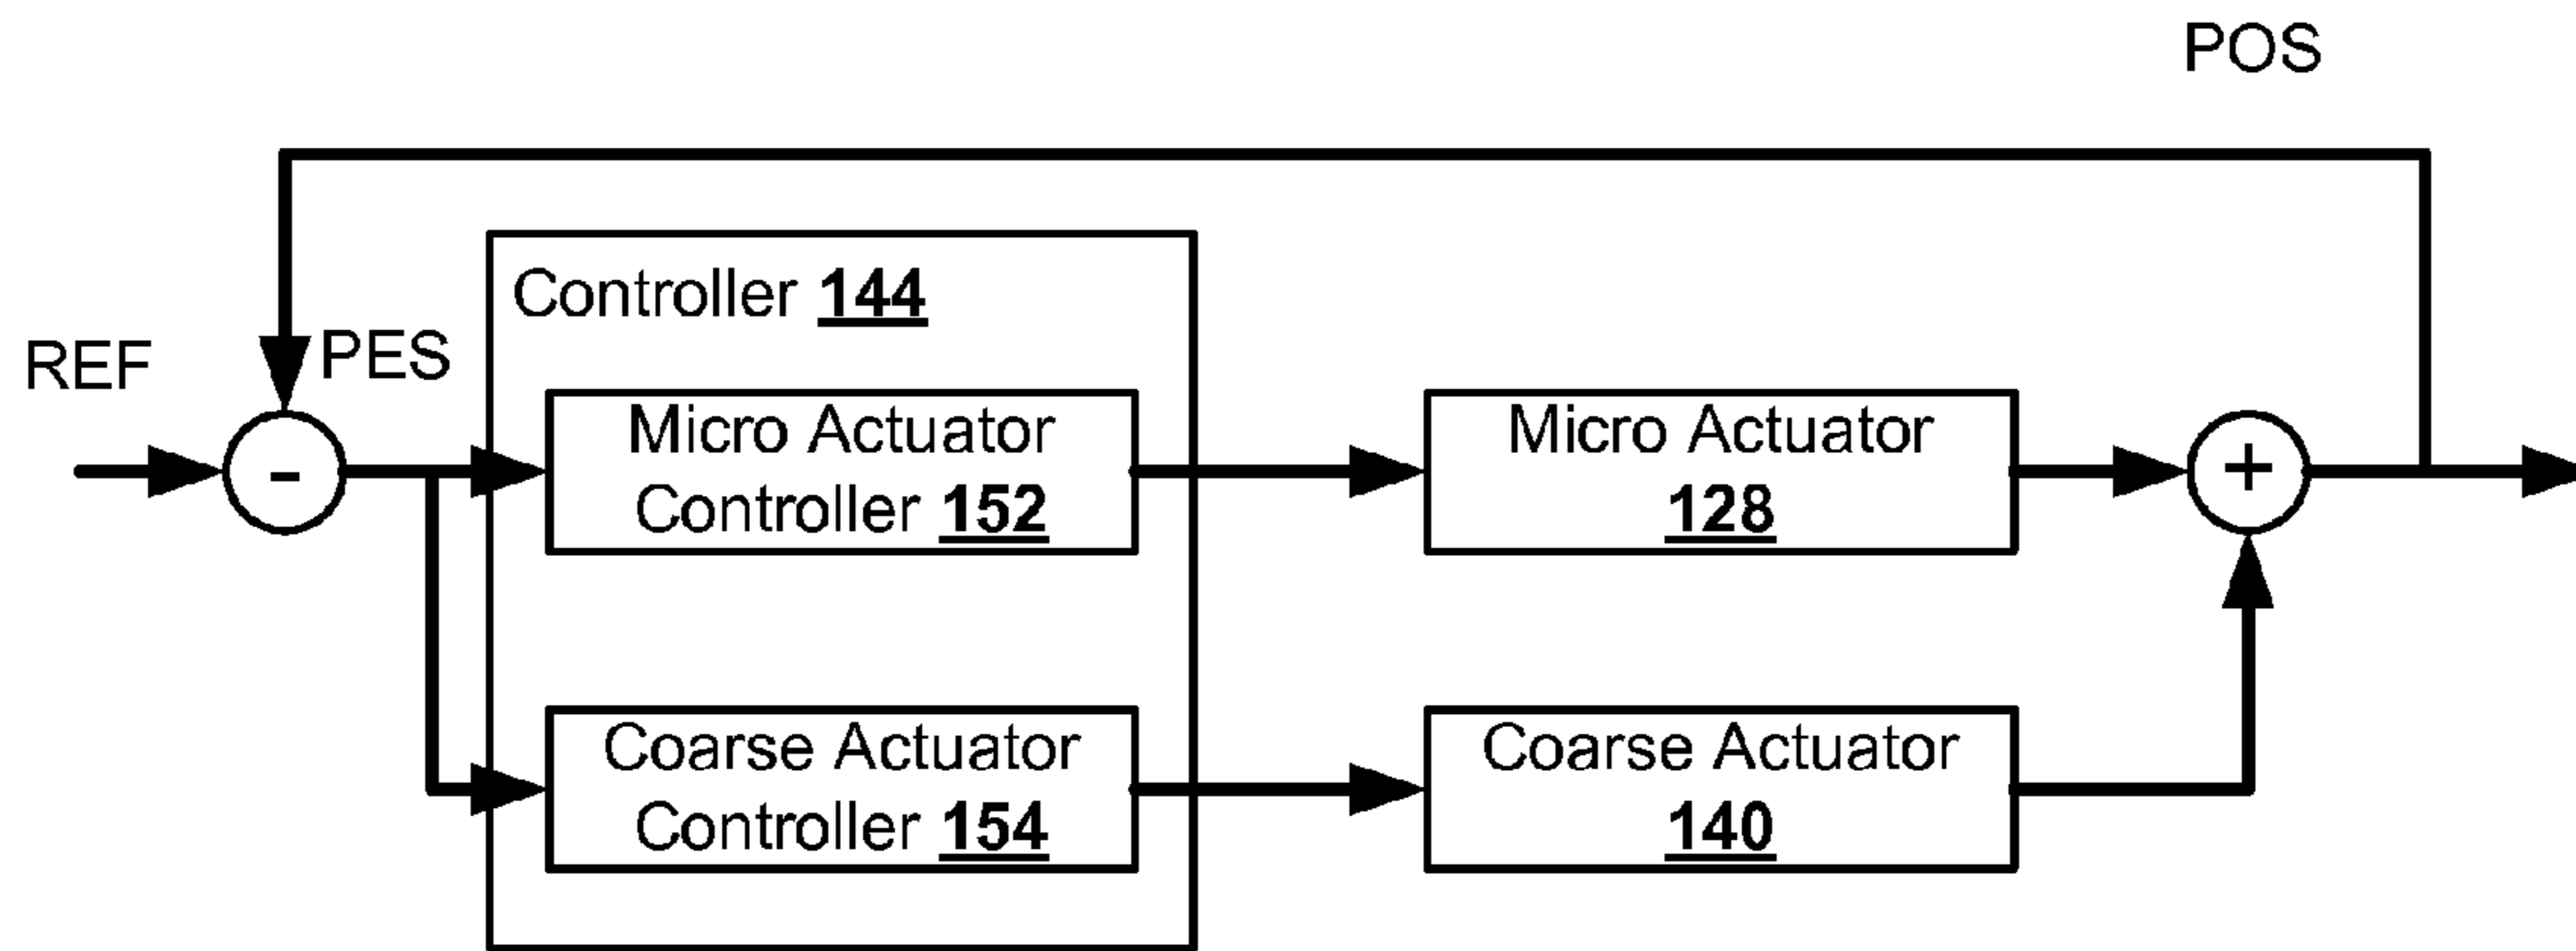 POS
REF
PES
Controller 144
Micro Actuator
Controller 152
Micro Actuator
128
-
+
Coarse Actuator
Controller 154
Coarse Actuator
140